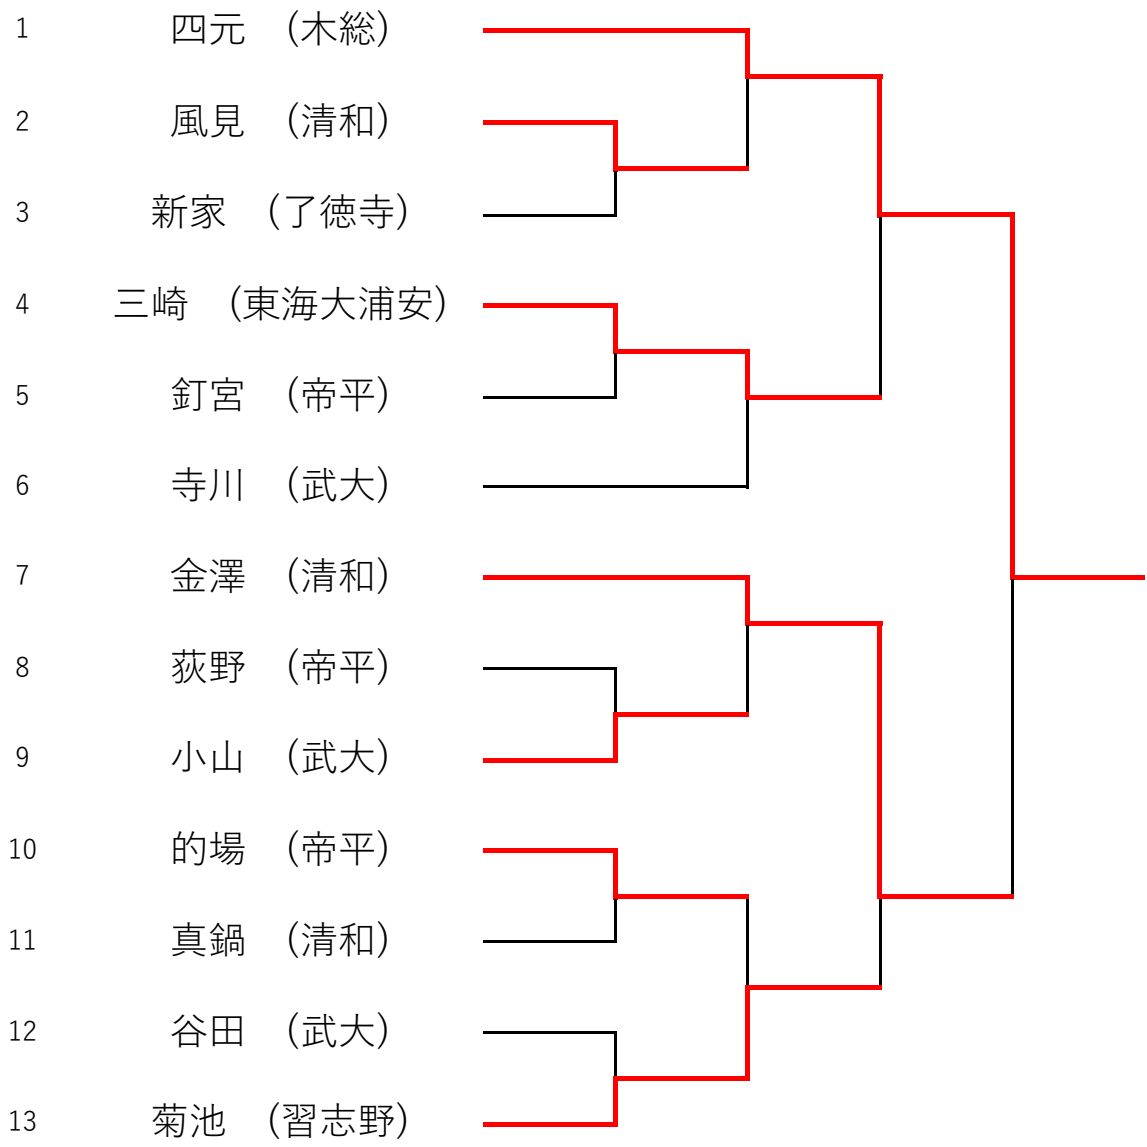 1 四元 (木総)
2 風見 (清和)
3 新家 (了徳寺)
4 三崎 (東海大浦安)
5 釘宮 (帝平)
6 寺川 (武大)
7 金澤 (清和)
8 荻野 (帝平)
9 小山 (武大)
10 的場 (帝平)
11 真鍋 (清和)
12 谷田 (武大)
13 菊池 (習志野)